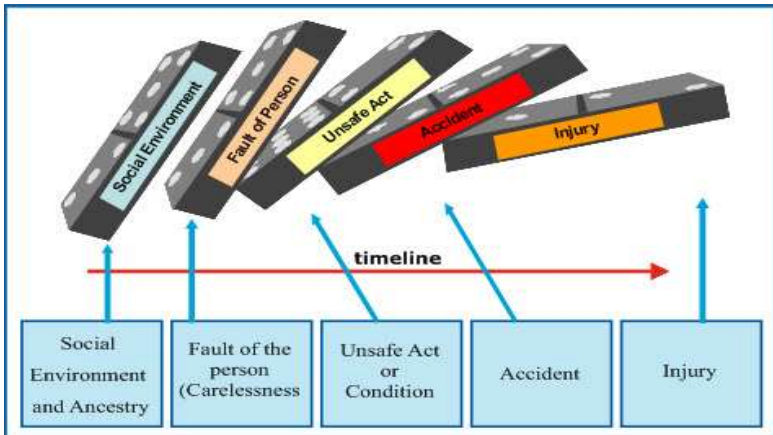 Social Environment
Fault of Person
Unsafe Act
Accident
Injury
timeline
Social
Environment
and Ancestry
Fault of the
person
(Carelessness
Unsafe Act
or
Condition
Accident
Injury